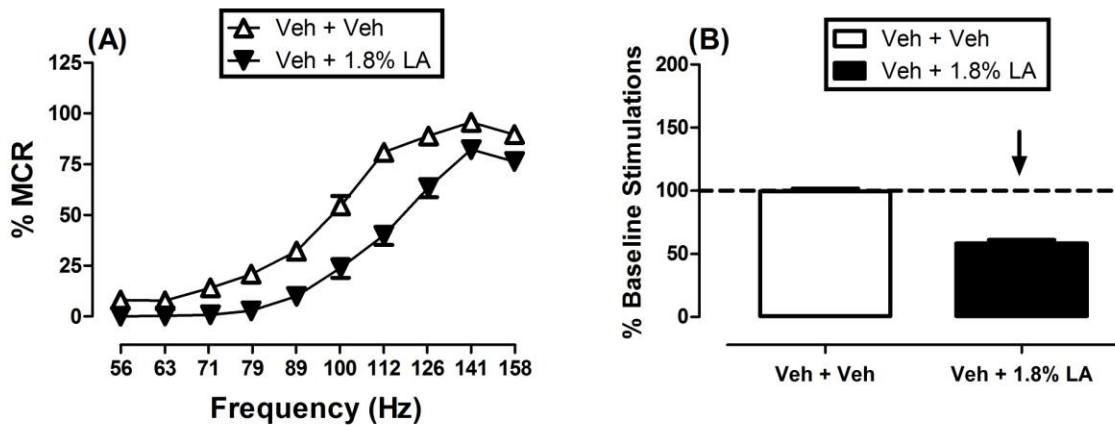 (A)
Veh + Veh
Veh + 1.8% LA
125
100
75
50
25
0
% MCR
56 63 71 79 89 100 112 126 141 158
Frequency (Hz)
(B)
Veh + Veh
Veh + 1.8% LA
200
150
100
50
0
% Baseline Stimulations
Veh + Veh Veh + 1.8% LA